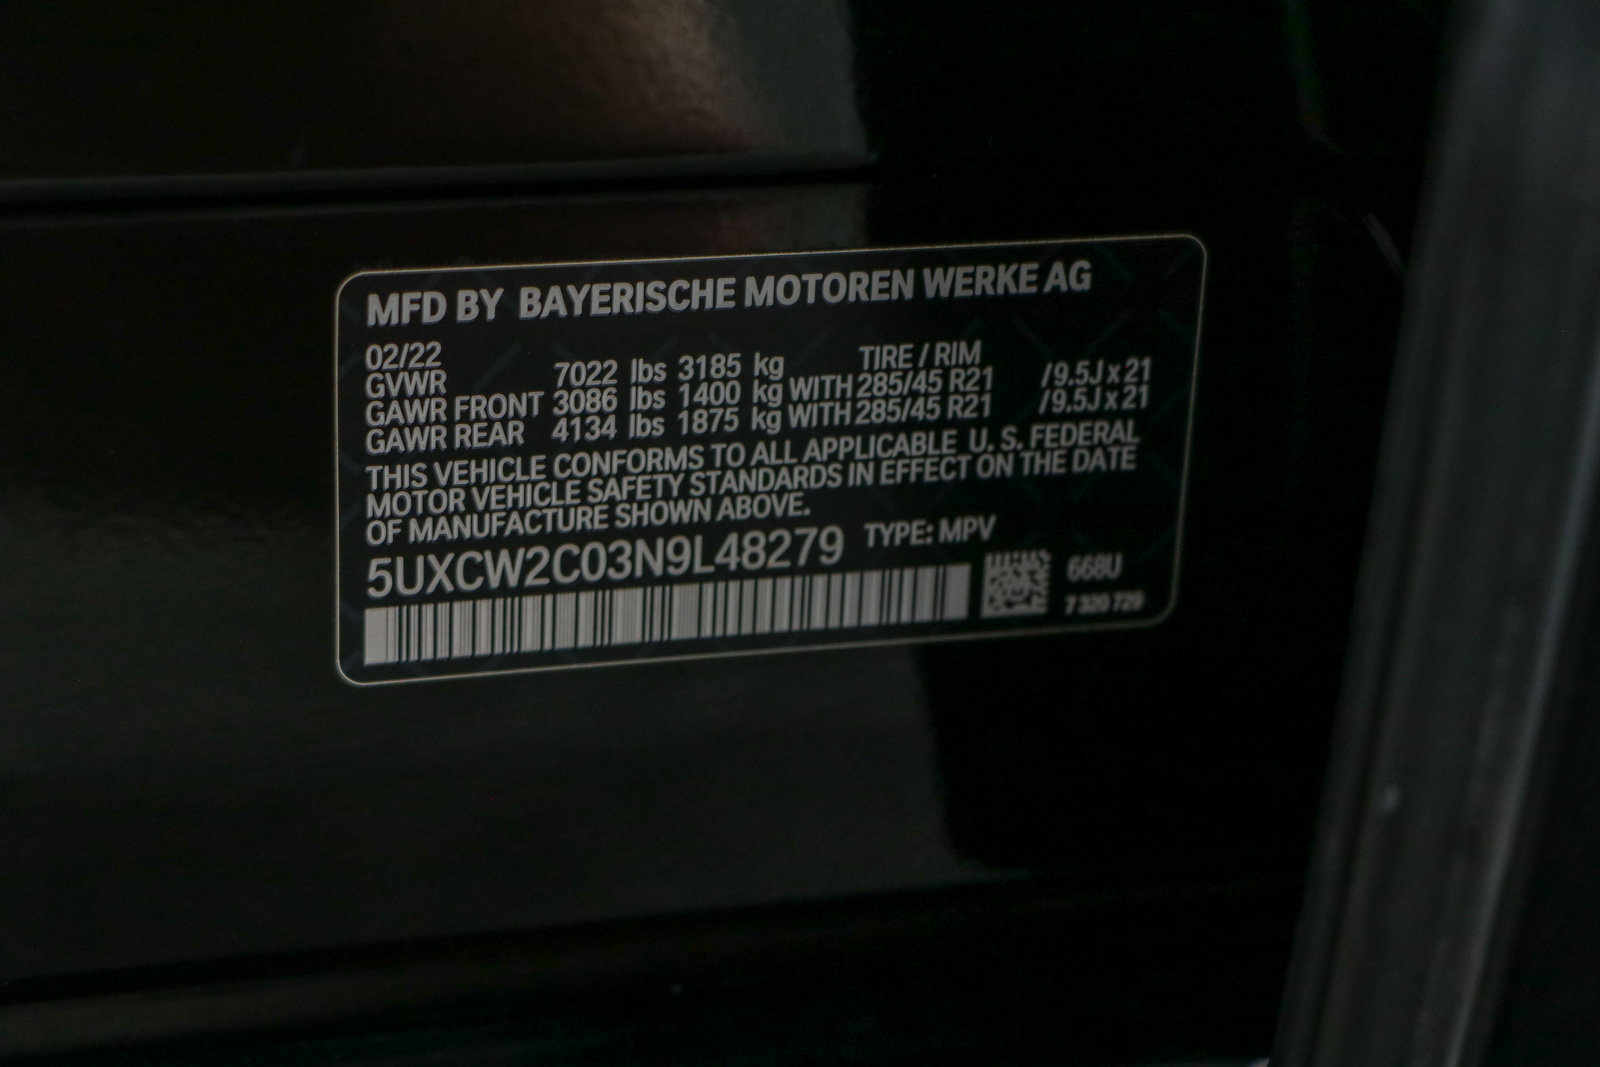 MFD BY BAYERISCHE MOTOREN WERKE AG
02/22 TIRE / RIM
GVWR 7022 lbs 3185 kg
GAWR FRONT 3086 lbs 1400 kg WITH 285/45 R21 /9.5J x 21
GAWR REAR 4134 lbs 1875 kg WITH 285/45 R21 /9.5J x 21
THIS VEHICLE CONFORMS TO ALL APPLICABLE U. S. FEDERAL
MOTOR VEHICLE SAFETY STANDARDS IN EFFECT ON THE DATE
OF MANUFACTURE SHOWN ABOVE.
5UXCW2C03N9L48279 TYPE: MPV
668U
7 320 729